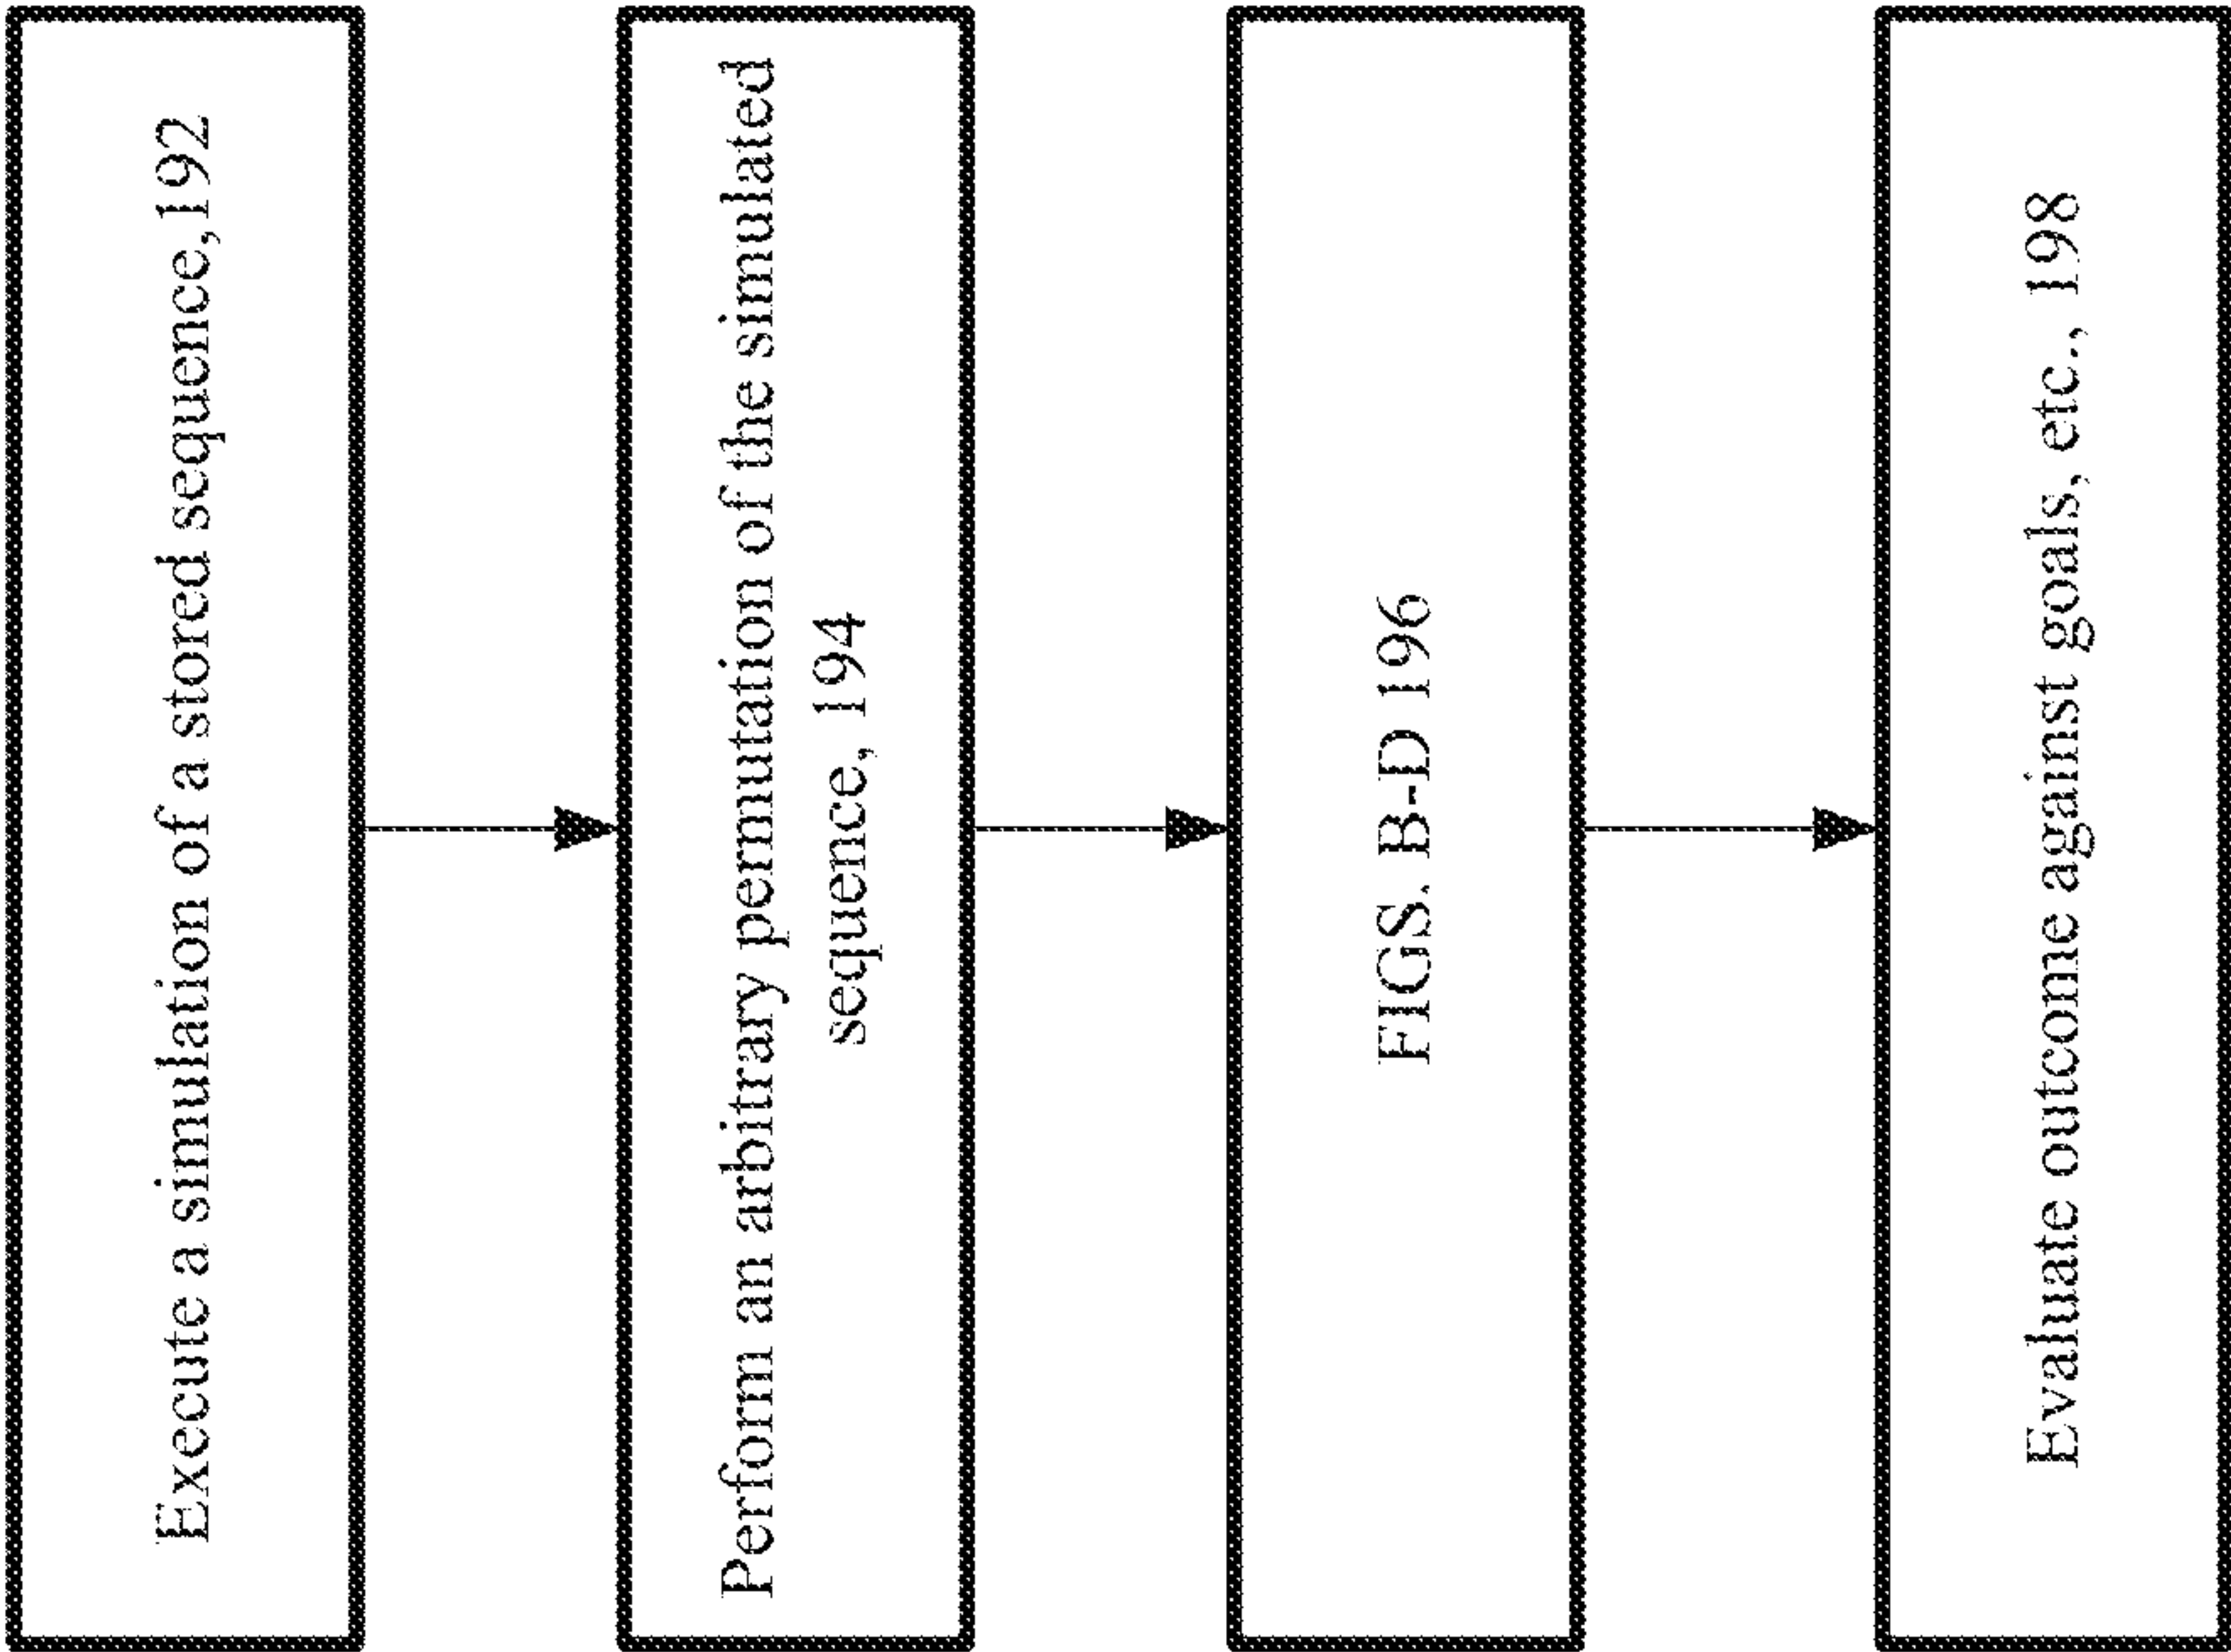 Execute a simulation of a stored sequence,192
Perform an arbitrary permutation of the simulated
sequence, 194
FIGS. B-D 196
Evaluate outcome against goals, etc., 198